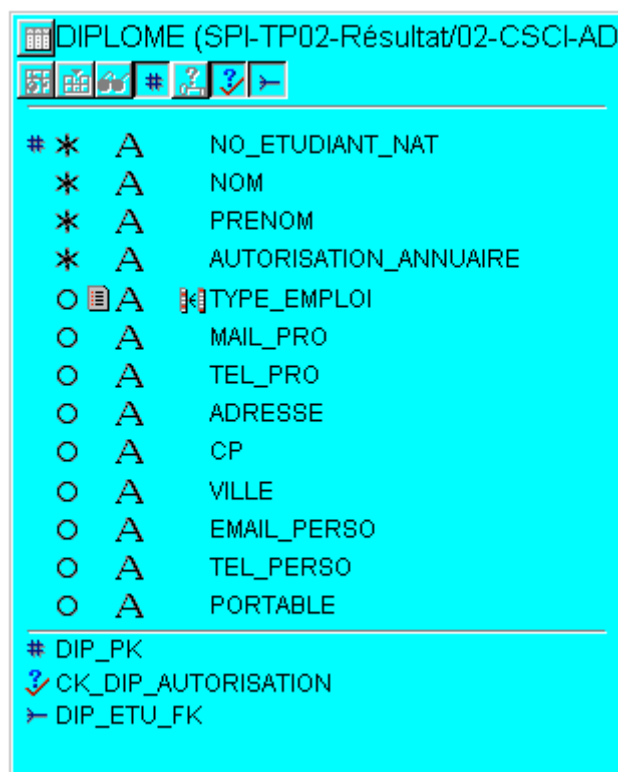 DIPLOME (SPI-TP02-Résultat/02-CSCI-AD
# * A NO_ETUDIANT_NAT
* A NOM
* A PRENOM
* A AUTORISATION_ANNUAIRE
A TYPE_EMPLOI
A MAIL_PRO
A TEL_PRO
A ADRESSE
A CP
A VILLE
A EMAIL_PERSO
A TEL_PERSO
A PORTABLE
# DIP_PK
CK_DIP_AUTORISATION
DIP_ETU_FK